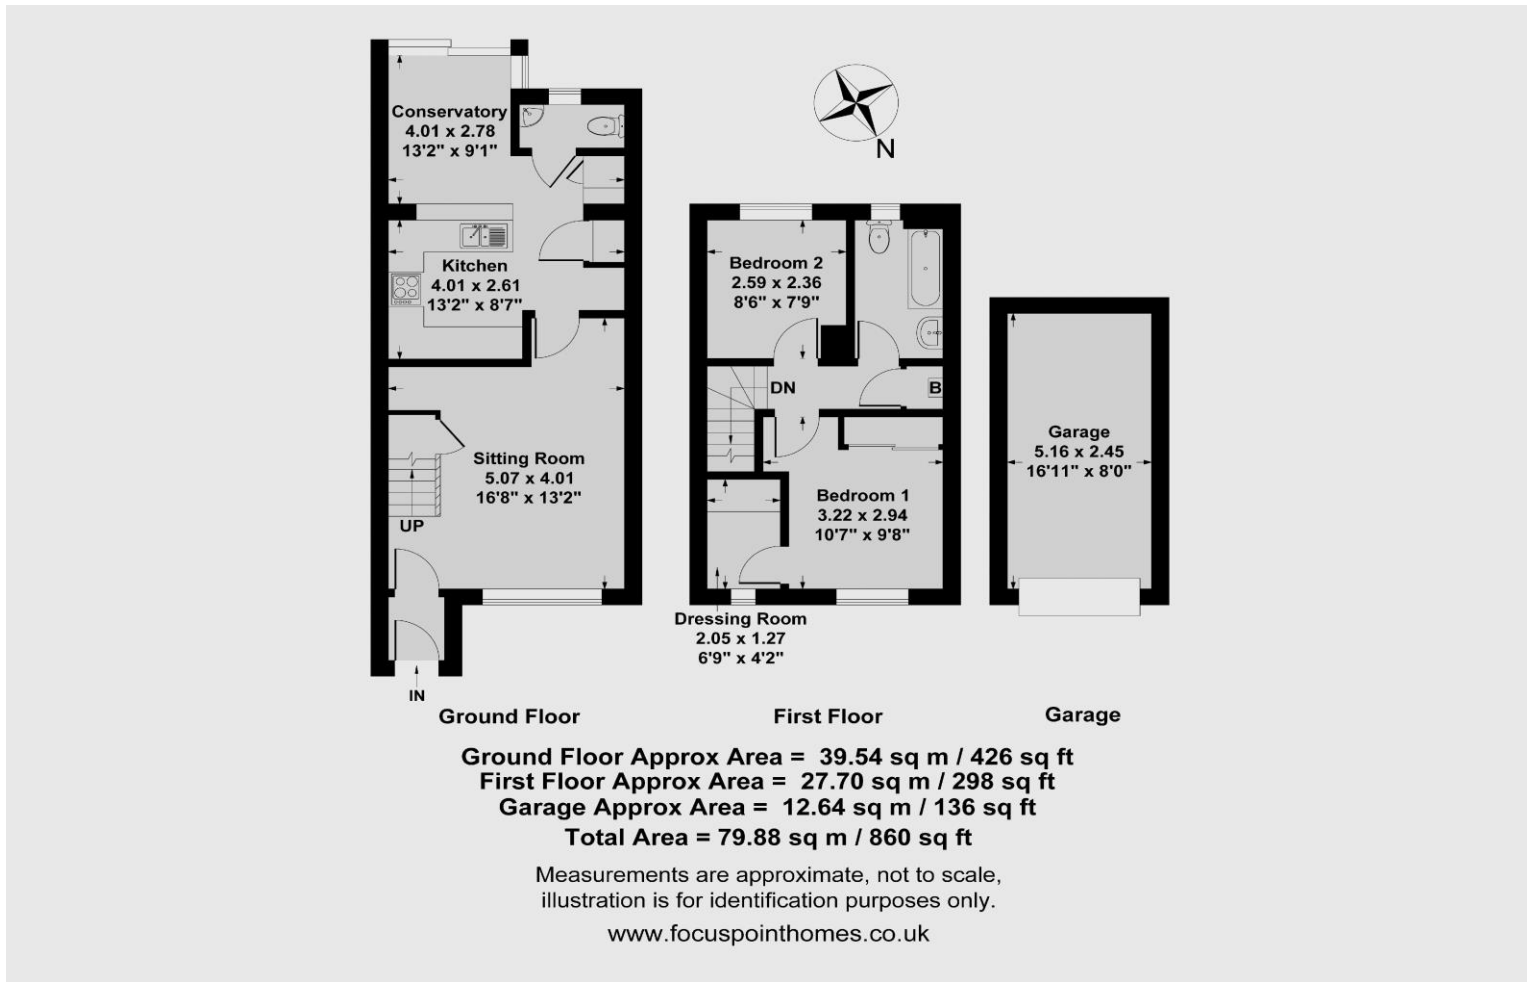 Conservatory
4.01 x 2.78
13'2" x 9'1"
Kitchen
4.01 x 2.61
13'2" x 8'7"
Sitting Room
5.07 x 4.01
16'8" x 13'2"
UP
IN
Ground Floor
N
Bedroom 2
2.59 x 2.36
8'6" x 7'9"
DN
B
Bedroom 1
3.22 x 2.94
10'7" x 9'8"
Dressing Room
2.05 x 1.27
6'9" x 4'2"
First Floor
Garage
5.16 x 2.45
16'11" x 8'0"
Garage
Ground Floor Approx Area = 39.54 sq m / 426 sq ft
First Floor Approx Area = 27.70 sq m / 298 sq ft
Garage Approx Area = 12.64 sq m / 136 sq ft
Total Area = 79.88 sq m / 860 sq ft
Measurements are approximate, not to scale,
illustration is for identification purposes only.
www.focuspointhomes.co.uk